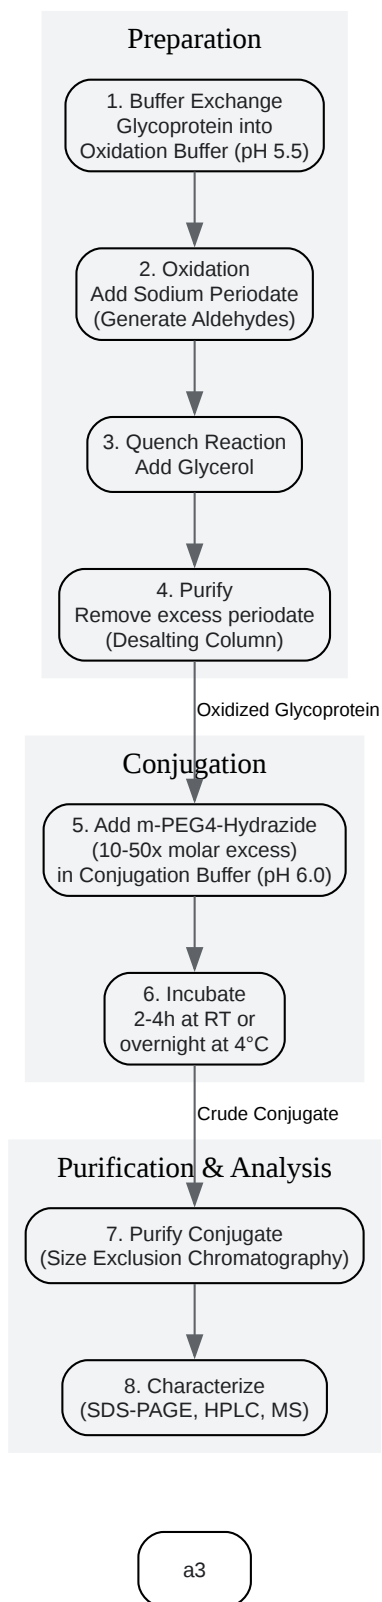 Preparation
1. Buffer Exchange
Glycoprotein into
Oxidation Buffer (pH 5.5)
2. Oxidation
Add Sodium Periodate
(Generate Aldehydes)
3. Quench Reaction
Add Glycerol
4. Purify
Remove excess periodate
(Desalting Column)
Oxidized Glycoprotein
Conjugation
5. Add m-PEG4-Hydrazide
(10-50x molar excess)
in Conjugation Buffer (pH 6.0)
6. Incubate
2-4h at RT or
overnight at 4°C
Crude Conjugate
Purification & Analysis
7. Purify Conjugate
(Size Exclusion Chromatography)
8. Characterize
(SDS-PAGE, HPLC, MS)
a3